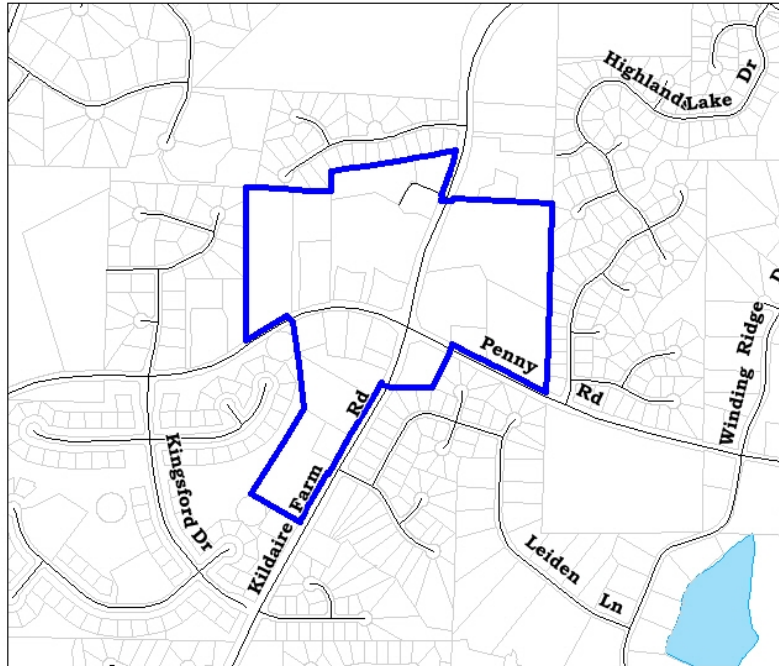 Highland Lake Dr
Winding Ridge
Penny Rd
Kildaire Farm Rd
Kingsford Dr
Leiden Ln